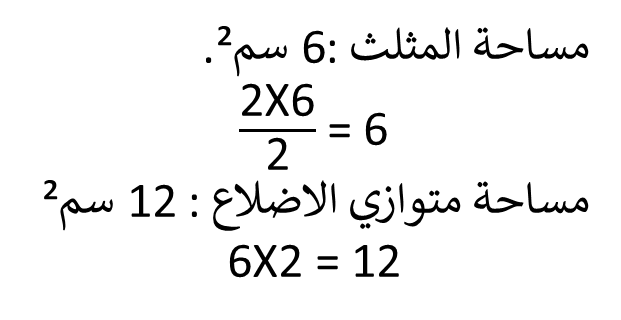 مساحة المثلث :6 سم².
2X6
2
= 6
مساحة متوازي الاضلاع : 12 سم²
6X2 = 12